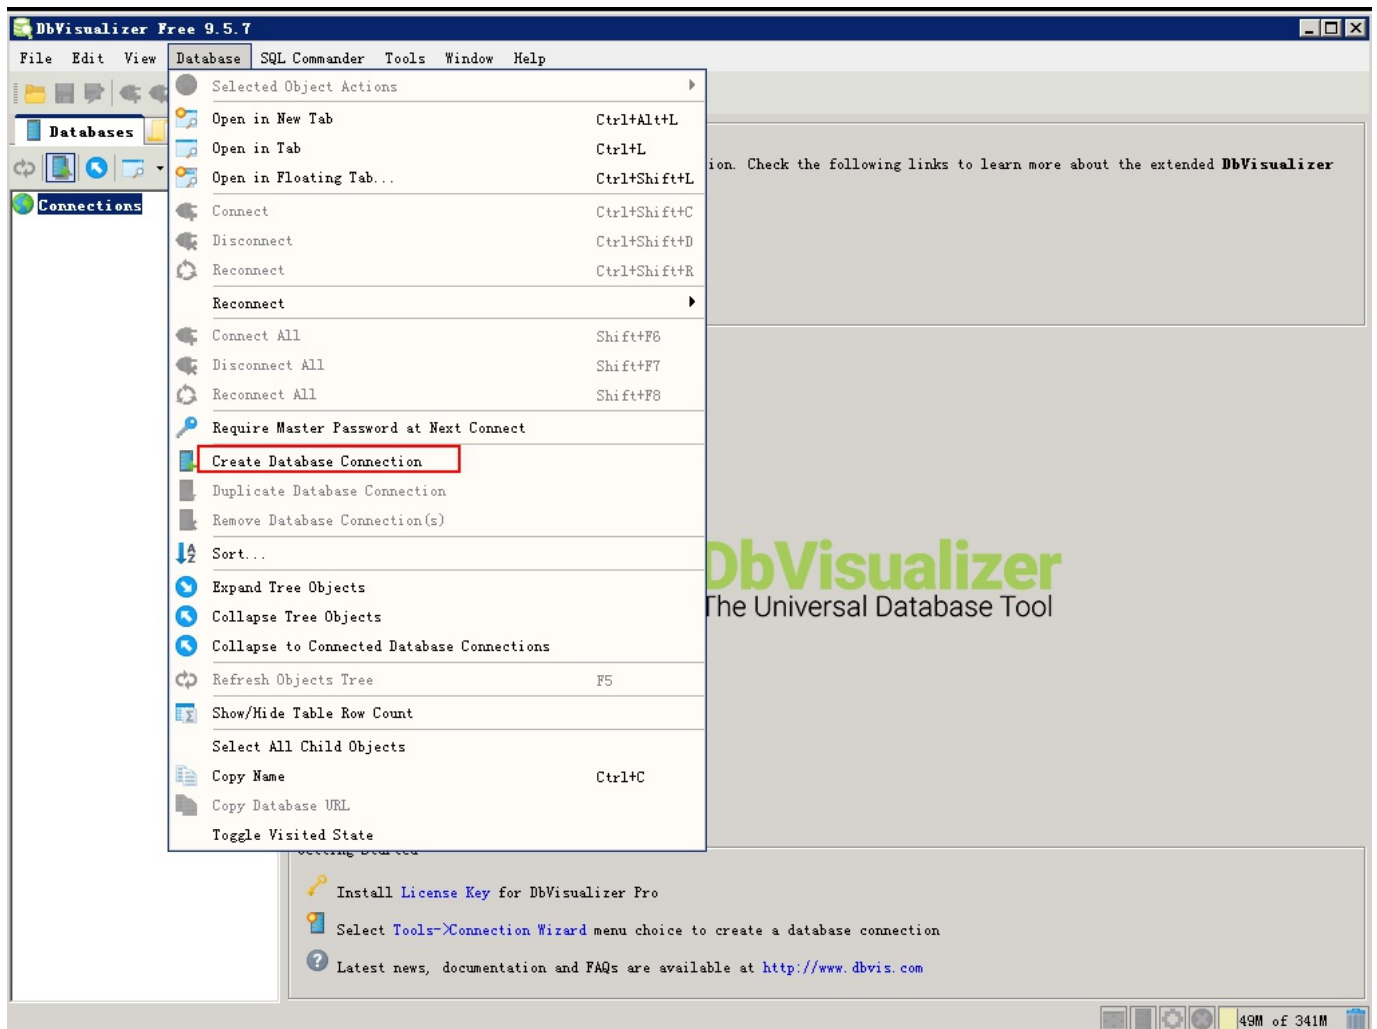 DbVisualizer Free 9.5.7
File Edit View Database SQL Commander Tools Window Help
Selected Object Actions
Open in New Tab Ctrl+Alt+L
Databases
Open in Tab Ctrl+L
ion. Check the following links to learn more about the extended DbVisualizer
Open in Floating Tab... Ctrl+Shift+L
Connections
Connect Ctrl+Shift+C
Disconnect Ctrl+Shift+D
Reconnect Ctrl+Shift+R
Reconnect
Connect All Shift+F6
Disconnect All Shift+F7
Reconnect All Shift+F8
Require Master Password at Next Connect
Create Database Connection
Duplicate Database Connection
Remove Database Connection(s)
Sort...
Expand Tree Objects
Collapse Tree Objects
Collapse to Connected Database Connections
Refresh Objects Tree F5
Show/Hide Table Row Count
Select All Child Objects
Copy Name Ctrl+C
Copy Database URL
Toggle Visited State
DbVisualizer
The Universal Database Tool
Install License Key for DbVisualizer Pro
Select Tools->Connection Wizard menu choice to create a database connection
Latest news, documentation and FAQs are available at http://www.dbvis.com
49M of 341M